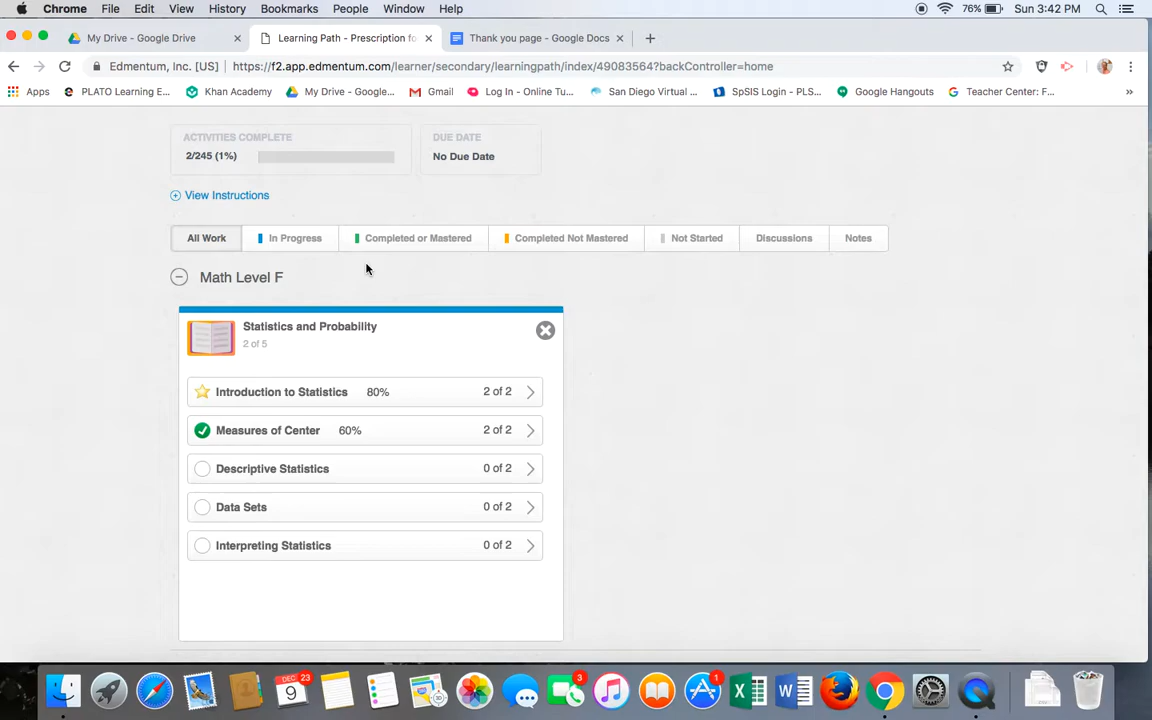 Chrome File Edit View History Bookmarks People Window Help 76% Sun 3:42 PM
My Drive - Google Drive Learning Path - Prescription fo Thank you page - Google Docs
Edmentum, Inc. [US] https://f2.app.edmentum.com/learner/secondary/learningpath/index/49083564?backController=home
Apps PLATO Learning E... Khan Academy My Drive – Google... Gmail Log In - Online Tu... San Diego Virtual ... SpSIS Login - PLS... Google Hangouts Teacher Center: F... »
ACTIVITIES COMPLETE DUE DATE
2/245 (1%) No Due Date
View Instructions
All Work In Progress Completed or Mastered Completed Not Mastered Not Started Discussions Notes
Math Level F
Statistics and Probability
2 of 5
Introduction to Statistics 80% 2 of 2
Measures of Center 60% 2 of 2
Descriptive Statistics 0 of 2
Data Sets 0 of 2
Interpreting Statistics 0 of 2
DEC 23 3 1
9